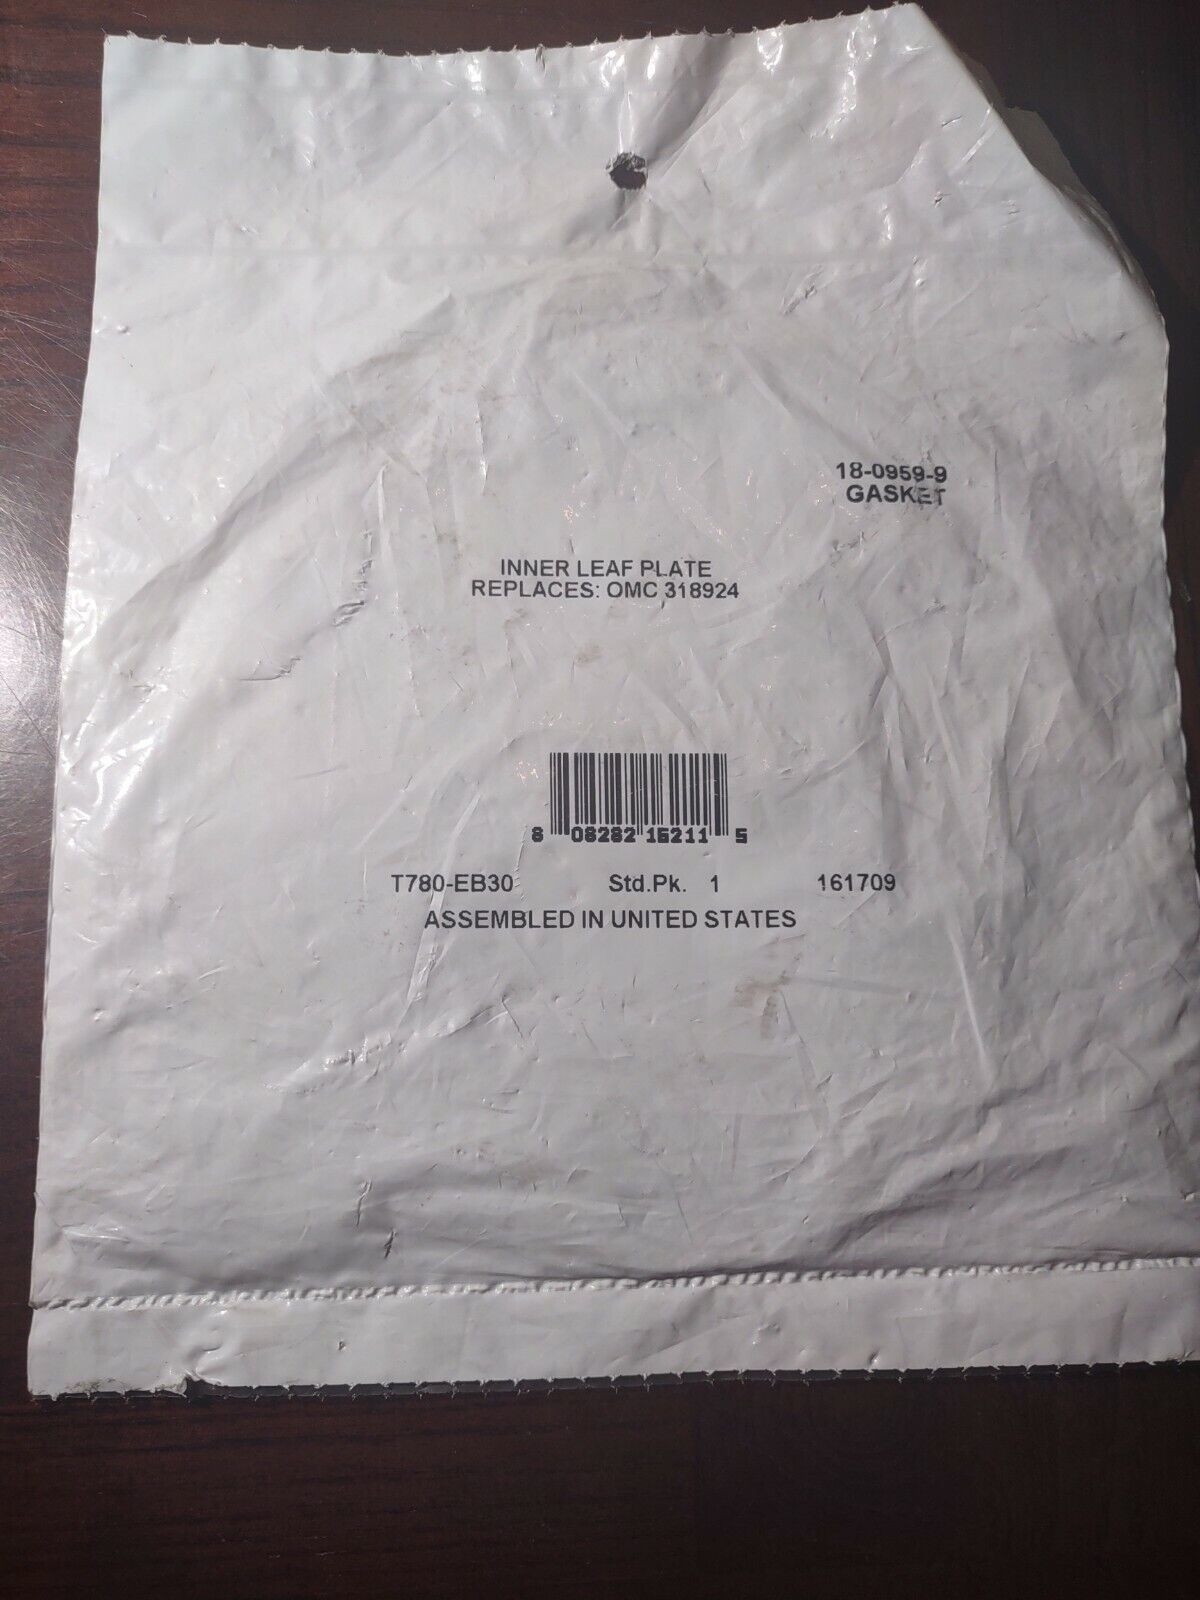 18-0959-9
GASKET
INNER LEAF PLATE
REPLACES: OMC 318924
8 08282 15211 5
T780-EB30 Std.Pk. 1 161709
ASSEMBLED IN UNITED STATES